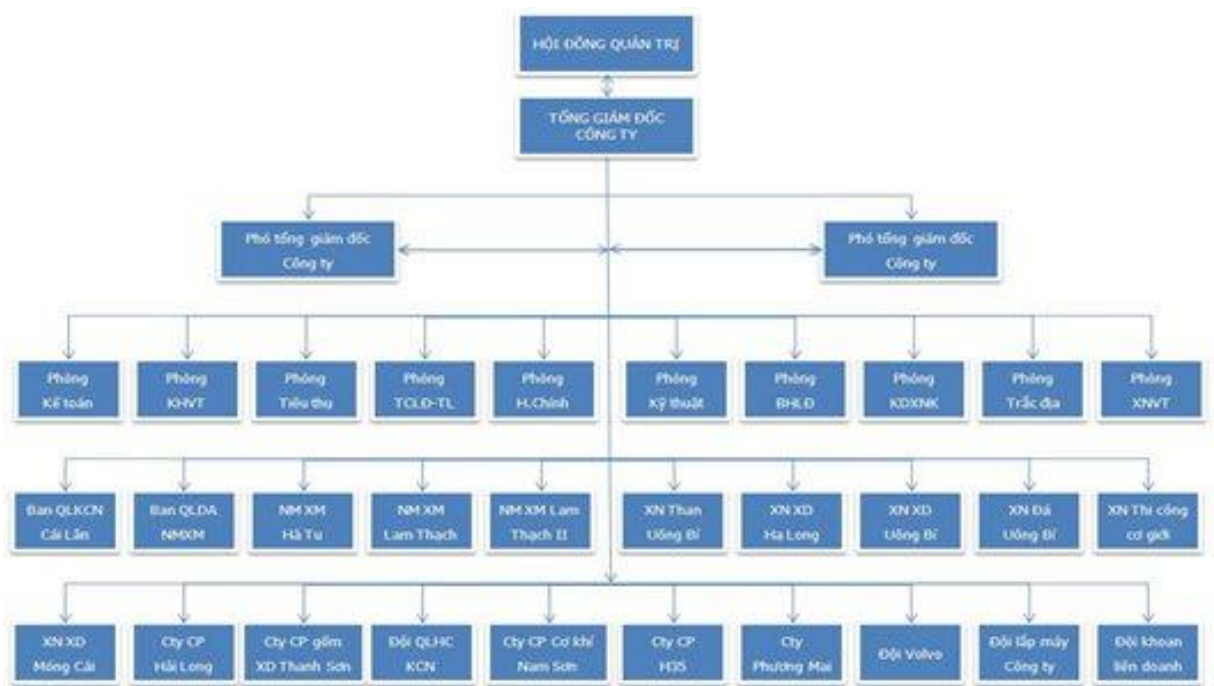 HỘI ĐỒNG QUẢN TRỊ
TỔNG GIÁM ĐỐC
CÔNG TY
Phó tổng giám đốc
Công ty
Phó tổng giám đốc
Công ty
Phòng
Kế toán
Phòng
KHVT
Phòng
Tiêu thụ
Phòng
TCLĐ-TL
Phòng
H.Chính
Phòng
Kỹ thuật
Phòng
BHLĐ
Phòng
KDXNK
Phòng
Trắc địa
Phòng
XNVT
Ban QLKCN
Cái Lân
Ban QLDA
NMXM
NM XM
Hà Tu
NM XM
Lam Thạch
NM XM Lam
Thạch II
XN Than
Uông Bí
XN XD
Hạ Long
XN XD
Uông Bí
XN Đá
Uông Bí
XN Thi công
cơ giới
XN XD
Móng Cái
Cty CP
Hải Long
Cty CP gốm
XD Thanh Sơn
Đội QLHC
KCN
Cty CP Cơ khí
Nam Sơn
Cty CP
H35
Cty
Phương Mai
Đội Volvo
Đội lắp máy
Công ty
Đội khoan
liên doanh